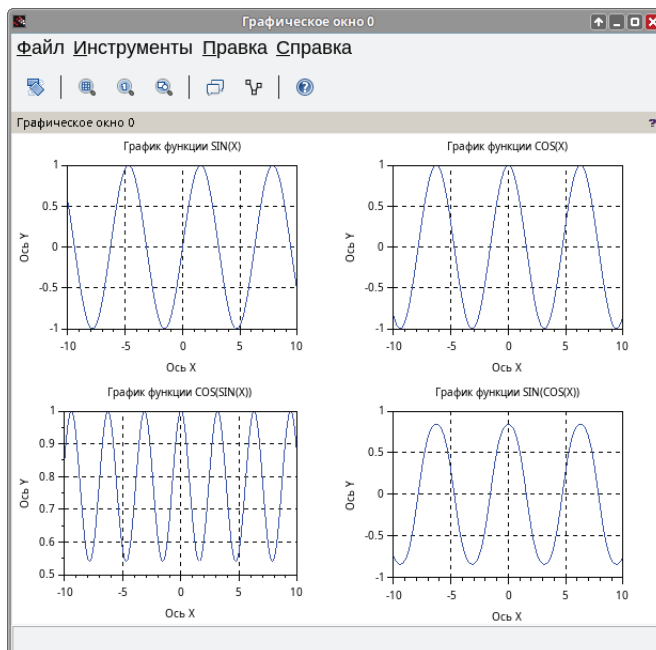 Графическое окно 0
Файл Инструменты Правка Справка
Графическое окно 0
?
График функции SIN(X)
1
0.5
0
-0.5
-1
Ось Y
-10 -5 0 5 10
Ось X
График функции COS(X)
1
0.5
0
-0.5
-1
Ось Y
-10 -5 0 5 10
Ось X
График функции COS(SIN(X))
1
0.9
0.8
0.7
0.6
0.5
Ось Y
-10 -5 0 5 10
Ось X
График функции SIN(COS(X))
1
0.5
0
-0.5
-1
Ось Y
-10 -5 0 5 10
Ось X